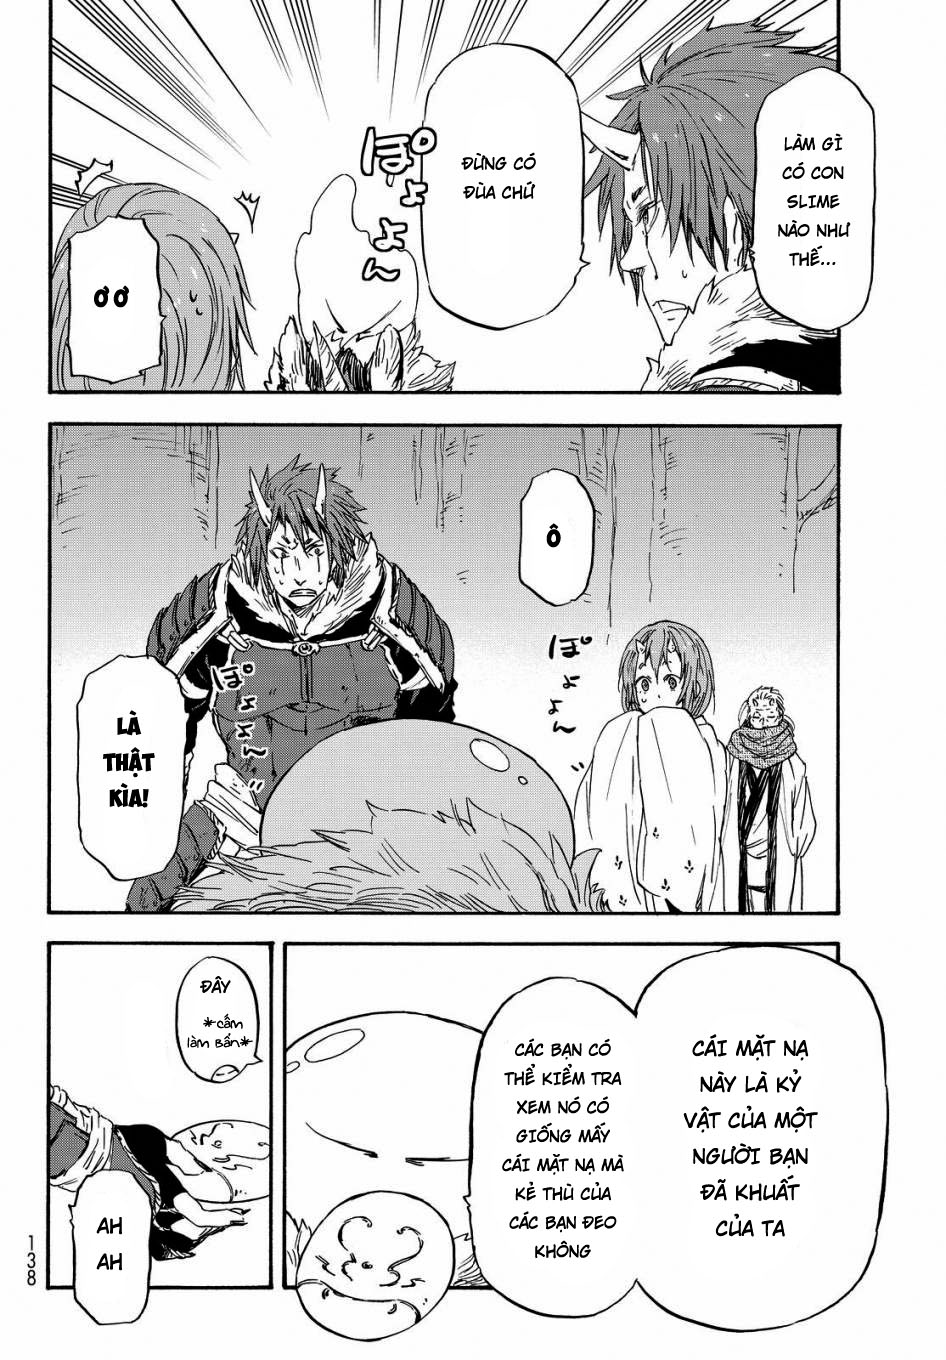 LÀM GÌ
CÓ CON
SLIME
NÀO NHƯ
THẾ...
ĐỪNG CÓ
ĐÙA CHỨ
ぽよよ〜ん
Ơ Ơ
Ô
ぽよよ〜ん
ぽよよ〜ん
LÀ
THẬT
KÌA!
CÁI MẶT NẠ
NÀY LÀ KỶ
VẬT CỦA MỘT
NGƯỜI BẠN
ĐÃ KHUẤT
CỦA TA
CÁC BẠN CÓ
THỂ KIỂM TRA
XEM NÓ CÓ
GIỐNG MẤY
CÁI MẶT NẠ MÀ
KẺ THÙ CỦA
CÁC BẠN ĐEO
KHÔNG
ĐÂY
*cấm
làm bẩn*
AH
AH
138